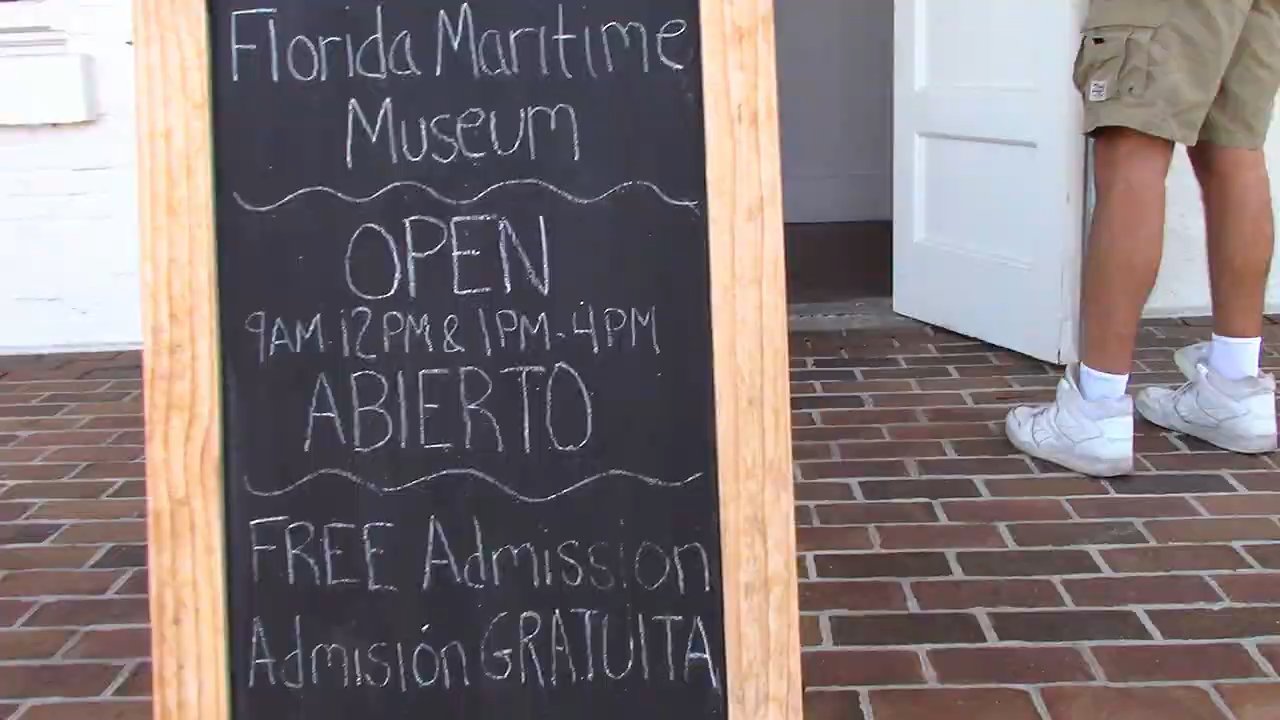 Florida Maritime
Museum
OPEN
9AM-12PM & 1PM-4PM
ABIERTO
FREE Admission
Admisión GRATUITA